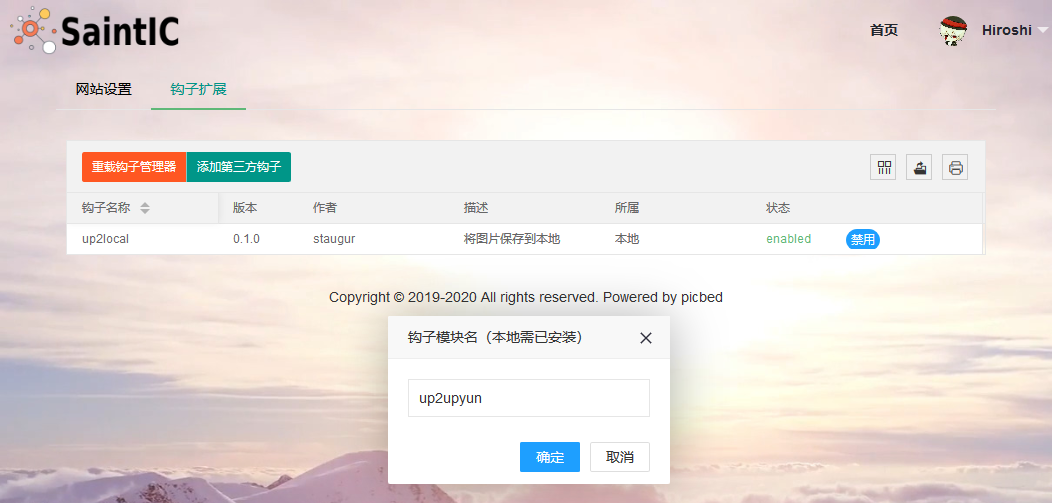 SaintIC
首页
Hiroshi
网站设置
钩子扩展
重载钩子管理器
添加第三方钩子
钩子名称 版本 作者 描述 所属 状态
up2local 0.1.0 staugur 将图片保存到本地 本地 enabled 禁用
Copyright © 2019-2020 All rights reserved. Powered by picbed
钩子模块名（本地需已安装）
up2upyun
确定
取消